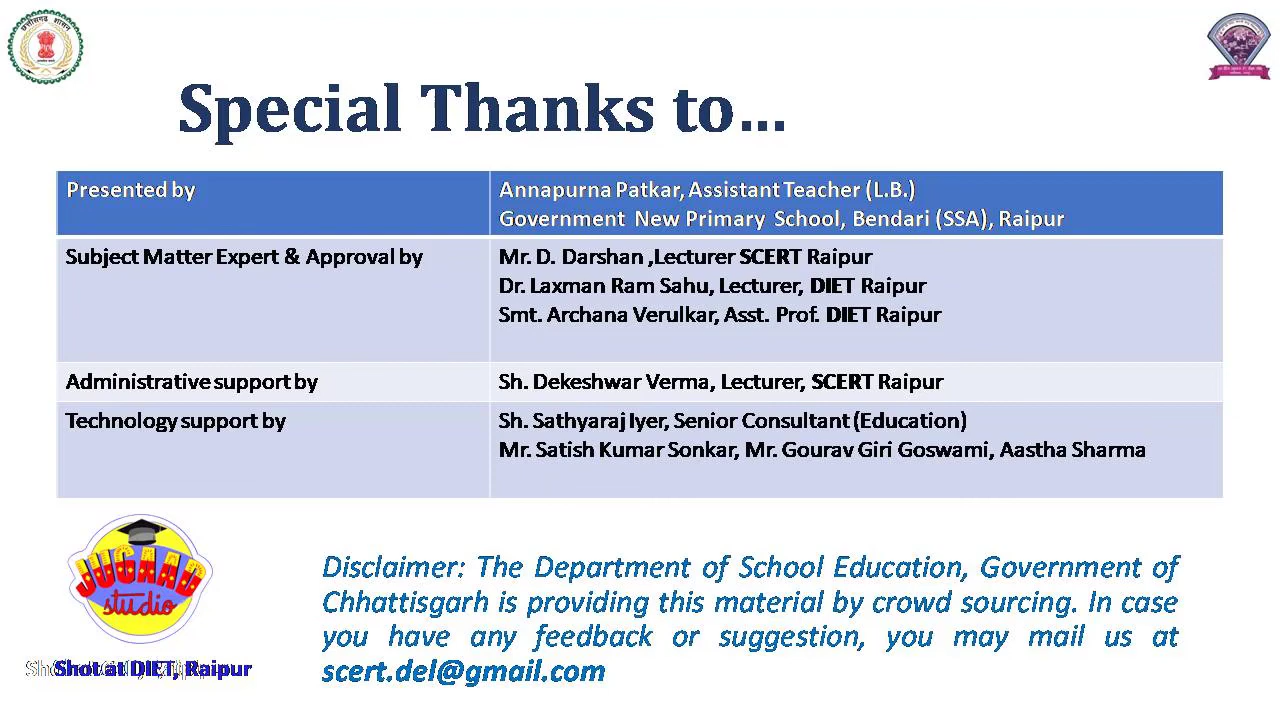 छत्तीसगढ़ शासन
Special Thanks to...
Presented by
Annapurna Patkar, Assistant Teacher (L.B.)
Government New Primary School, Bendari (SSA), Raipur
Subject Matter Expert & Approval by
Mr. D. Darshan ,Lecturer SCERT Raipur
Dr. Laxman Ram Sahu, Lecturer, DIET Raipur
Smt. Archana Verulkar, Asst. Prof. DIET Raipur
Administrative support by
Sh. Dekeshwar Verma, Lecturer, SCERT Raipur
Technology support by
Sh. Sathyaraj Iyer, Senior Consultant (Education)
Mr. Satish Kumar Sonkar, Mr. Gourav Giri Goswami, Aastha Sharma
JUGAAD
studio
Shot at DIET, Raipur
Disclaimer: The Department of School Education, Government of
Chhattisgarh is providing this material by crowd sourcing. In case
you have any feedback or suggestion, you may mail us at
scert.del@gmail.com